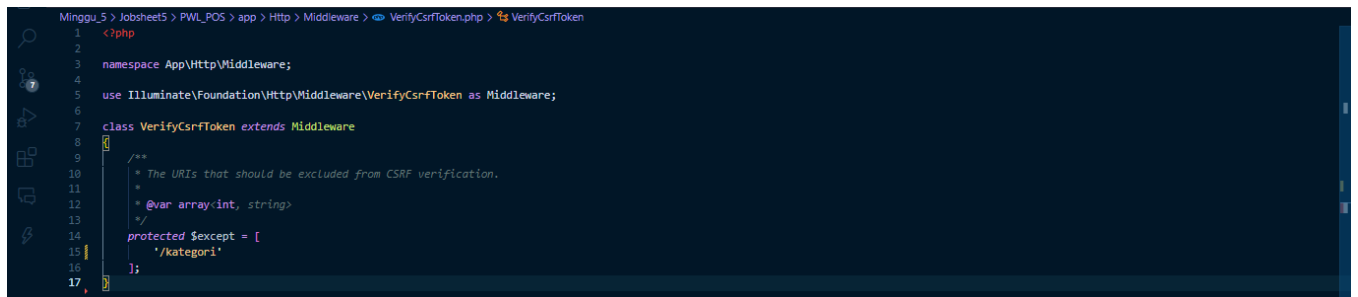 Minggu_5 > Jobsheet5 > PWL_POS > app > Http > Middleware > VerifyCsrfToken.php > VerifyCsrfToken
1 <?php
2
3 namespace App\Http\Middleware;
4
5 use Illuminate\Foundation\Http\Middleware\VerifyCsrfToken as Middleware;
6
7 class VerifyCsrfToken extends Middleware
8 {
9 /**
10 * The URIs that should be excluded from CSRF verification.
11 *
12 * @var array<int, string>
13 */
14 protected $except = [
15 '/kategori'
16 ];
17 }
7